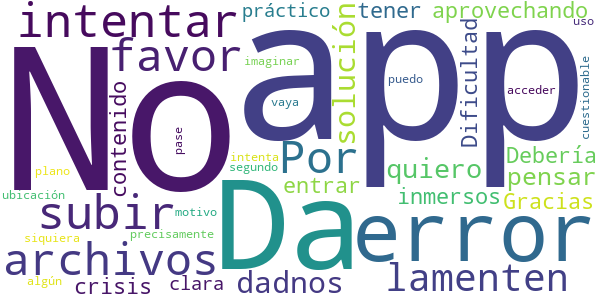 práctico
tener
aprovechando
intentar
uso
No
app
favor
solución
Dificultad
imaginar
puedo
acceder
cuestionable
contenido
vaya
pase
Por
intenta
Debería
plano
segundo
quiero
pensar
entrar
ubicación
inmersos
Gracias
subir
Da
error
motivo
siquiera
precisamente
archivos
lamenten
algún
crisis
clara
dadnos